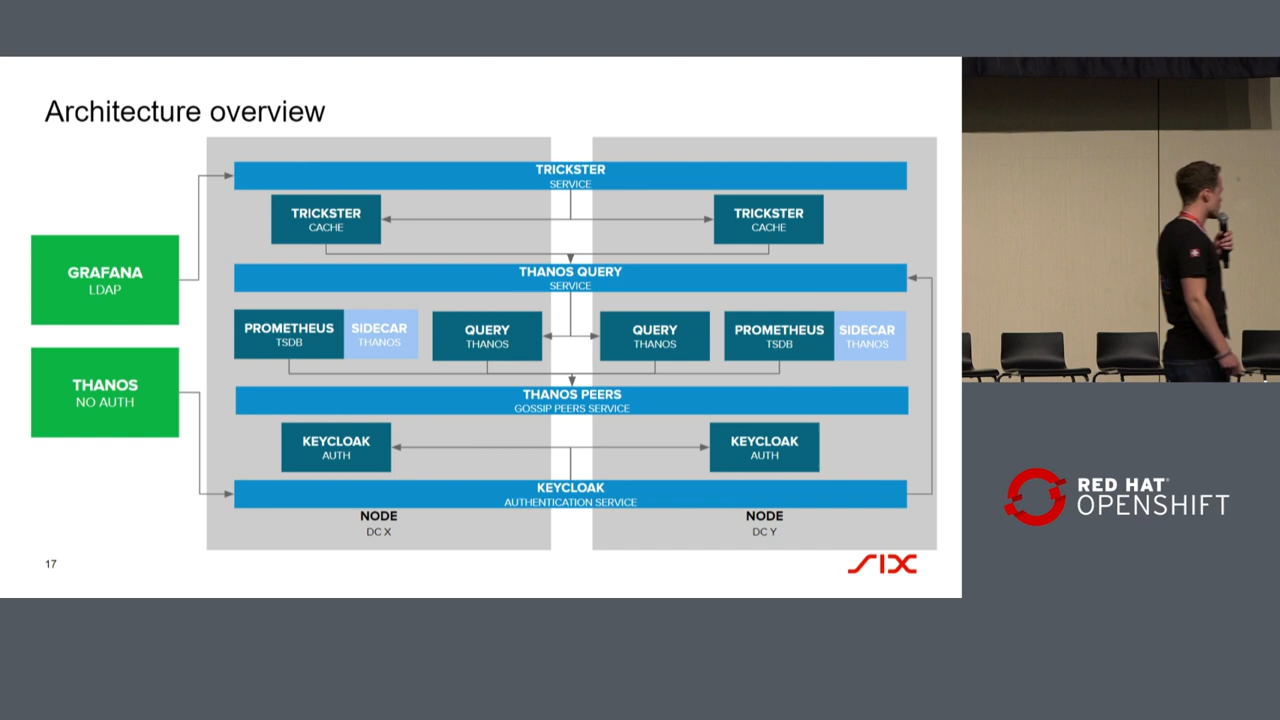 Architecture overview
TRICKSTER
SERVICE
TRICKSTER
CACHE
TRICKSTER
CACHE
GRAFANA
LDAP
THANOS QUERY
SERVICE
PROMETHEUS
TSDB
SIDECAR
THANOS
QUERY
THANOS
QUERY
THANOS
PROMETHEUS
TSDB
SIDECAR
THANOS
THANOS
NO AUTH
THANOS PEERS
GOSSIP PEERS SERVICE
KEYCLOAK
AUTH
KEYCLOAK
AUTH
KEYCLOAK
AUTHENTICATION SERVICE
NODE
DC X
NODE
DC Y
17
SIX
RED HAT®
OPENSHIFT